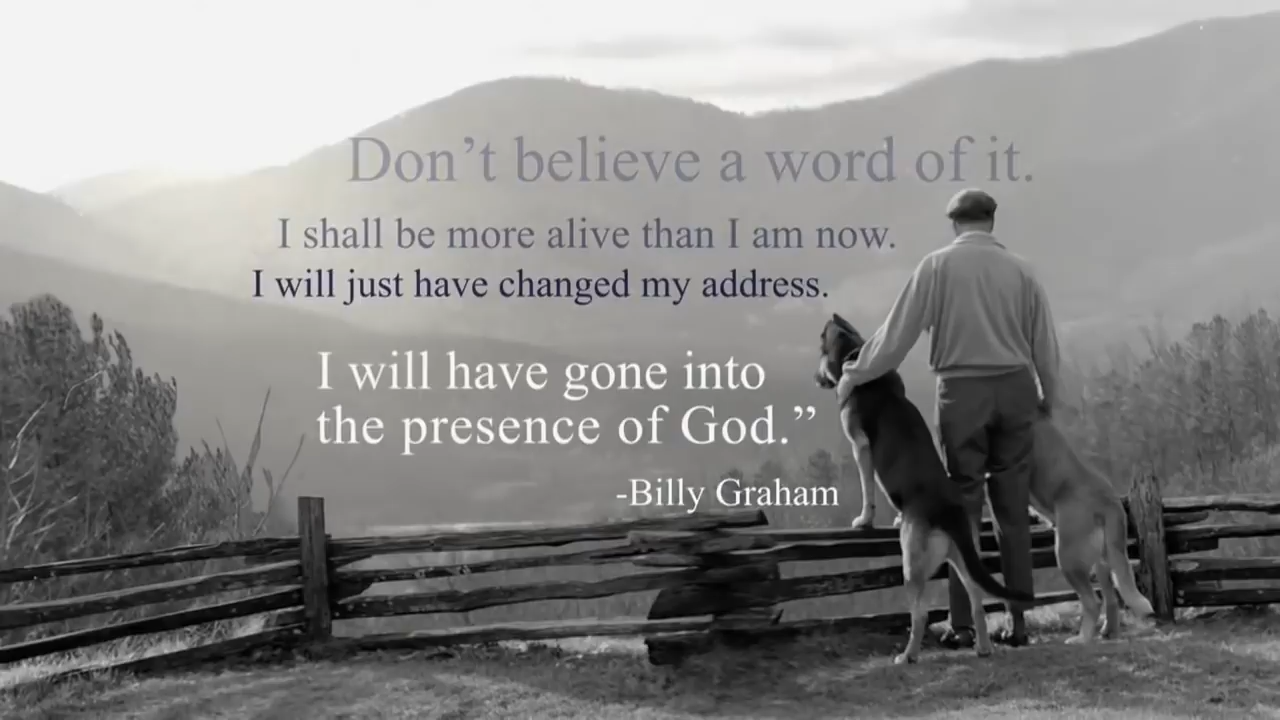 Don’t believe a word of it.
I shall be more alive than I am now.
I will just have changed my address.
I will have gone into
the presence of God.”
-Billy Graham